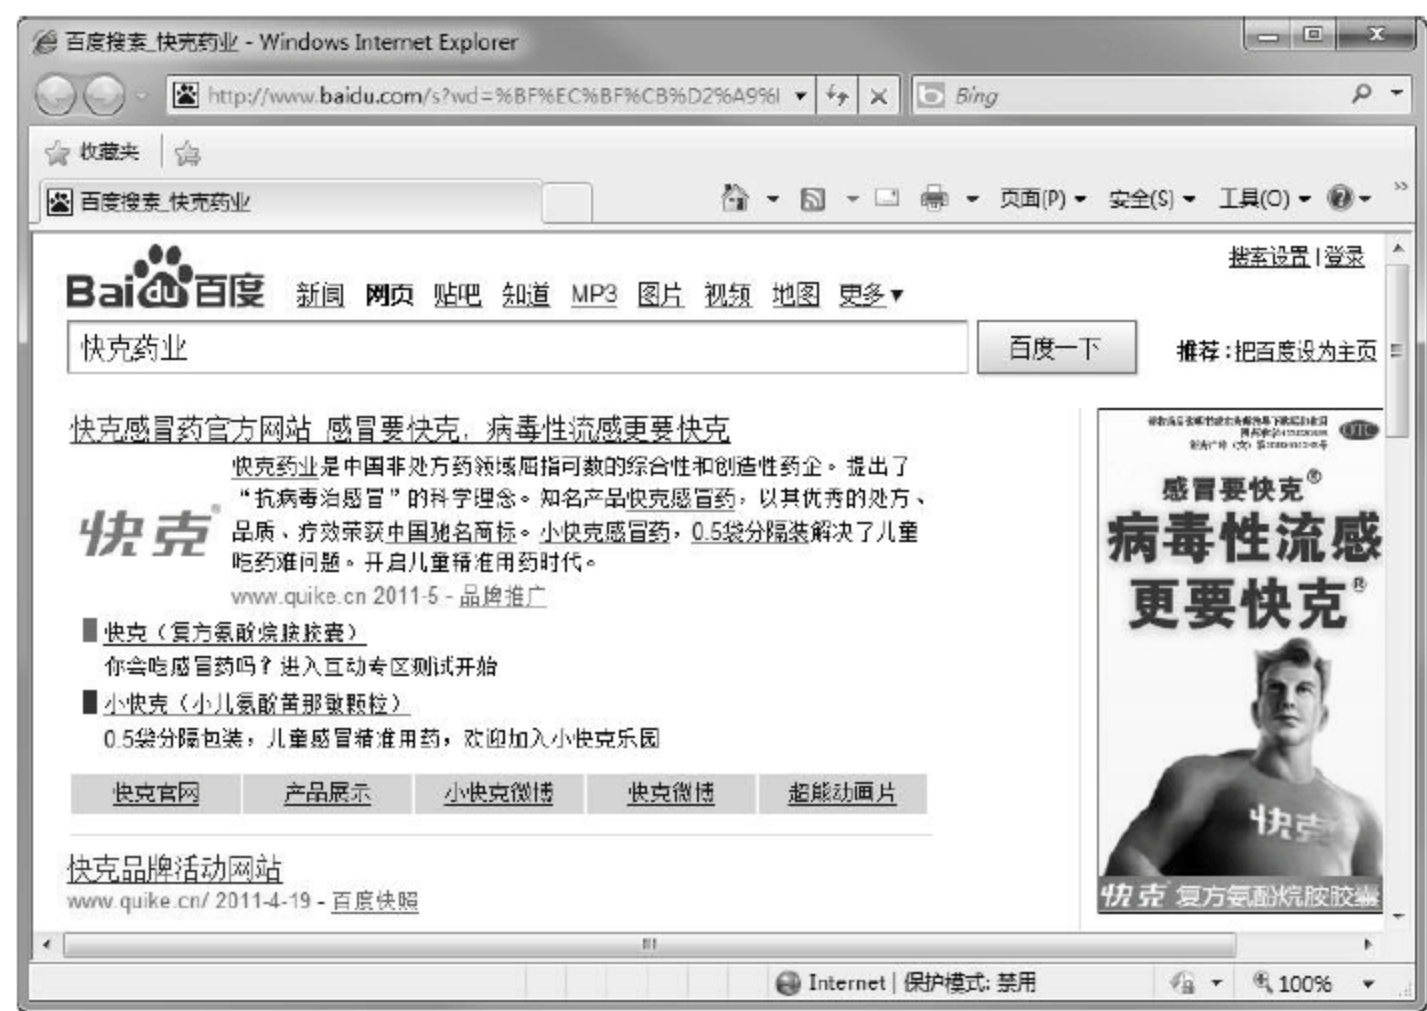 百度搜索_快克药业 - Windows Internet Explorer
http://www.baidu.com/s?wd=%BF%EC%BF%CB%D2%A9%
Bing
收藏夹
百度搜索_快克药业
页面(P) 安全(S) 工具(O)
搜索设置 | 登录
Bai du 百度 新闻 网页 贴吧 知道 MP3 图片 视频 地图 更多▼
快克药业 百度一下 推荐:把百度设为主页
快克感冒药官方网站 感冒要快克,病毒性流感更要快克
快克药业是中国非处方药领域屈指可数的综合性和创造性药企。提出了
“抗病毒治感冒”的科学理念。知名产品快克感冒药,以其优秀的处方、
快克® 品质、疗效荣获中国驰名商标。小快克感冒药,0.5袋分隔装解决了儿童
吃药难问题。开启儿童精准用药时代。
www.quike.cn 2011-5 - 品牌推广
快克(复方氨酚烷胺胶囊)
你会吃感冒药吗?进入互动专区测试开始
小快克(小儿氨酚黄那敏颗粒)
0.5袋分隔包装,儿童感冒精准用药,欢迎加入小快克乐园
快克官网 产品展示 小快克微博 快克微博 超能动画片
快克品牌活动网站
www.quike.cn/ 2011-4-19 - 百度快照
OTC
感冒要快克®
病毒性流感
更要快克®
快克
快克 复方氨酚烷胺胶囊
Internet | 保护模式: 禁用 100%